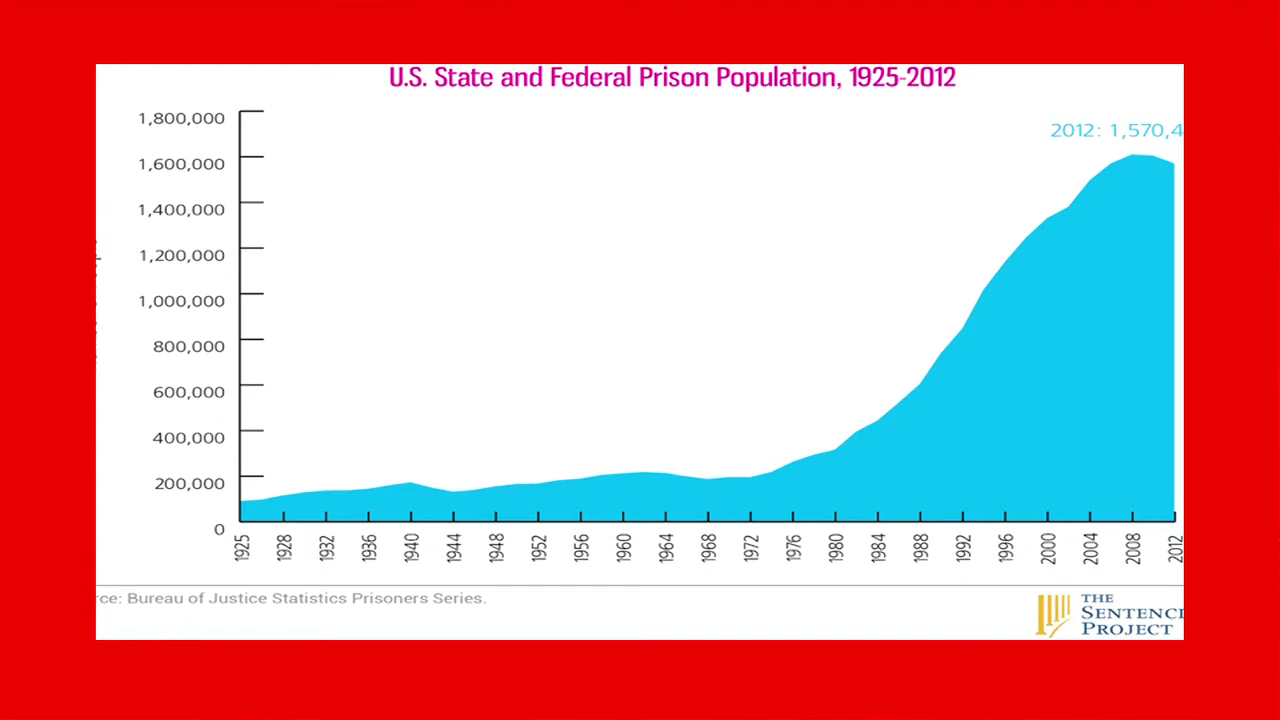 U.S. State and Federal Prison Population, 1925-2012
2012: 1,570,4
1,800,000
1,600,000
1,400,000
1,200,000
1,000,000
800,000
600,000
400,000
200,000
0
1925 1928 1932 1936 1940 1944 1948 1952 1956 1960 1964 1968 1972 1976 1980 1984 1988 1992 1996 2000 2004 2008 2012
rce: Bureau of Justice Statistics Prisoners Series.
THE
SENTENCI
PROJECT